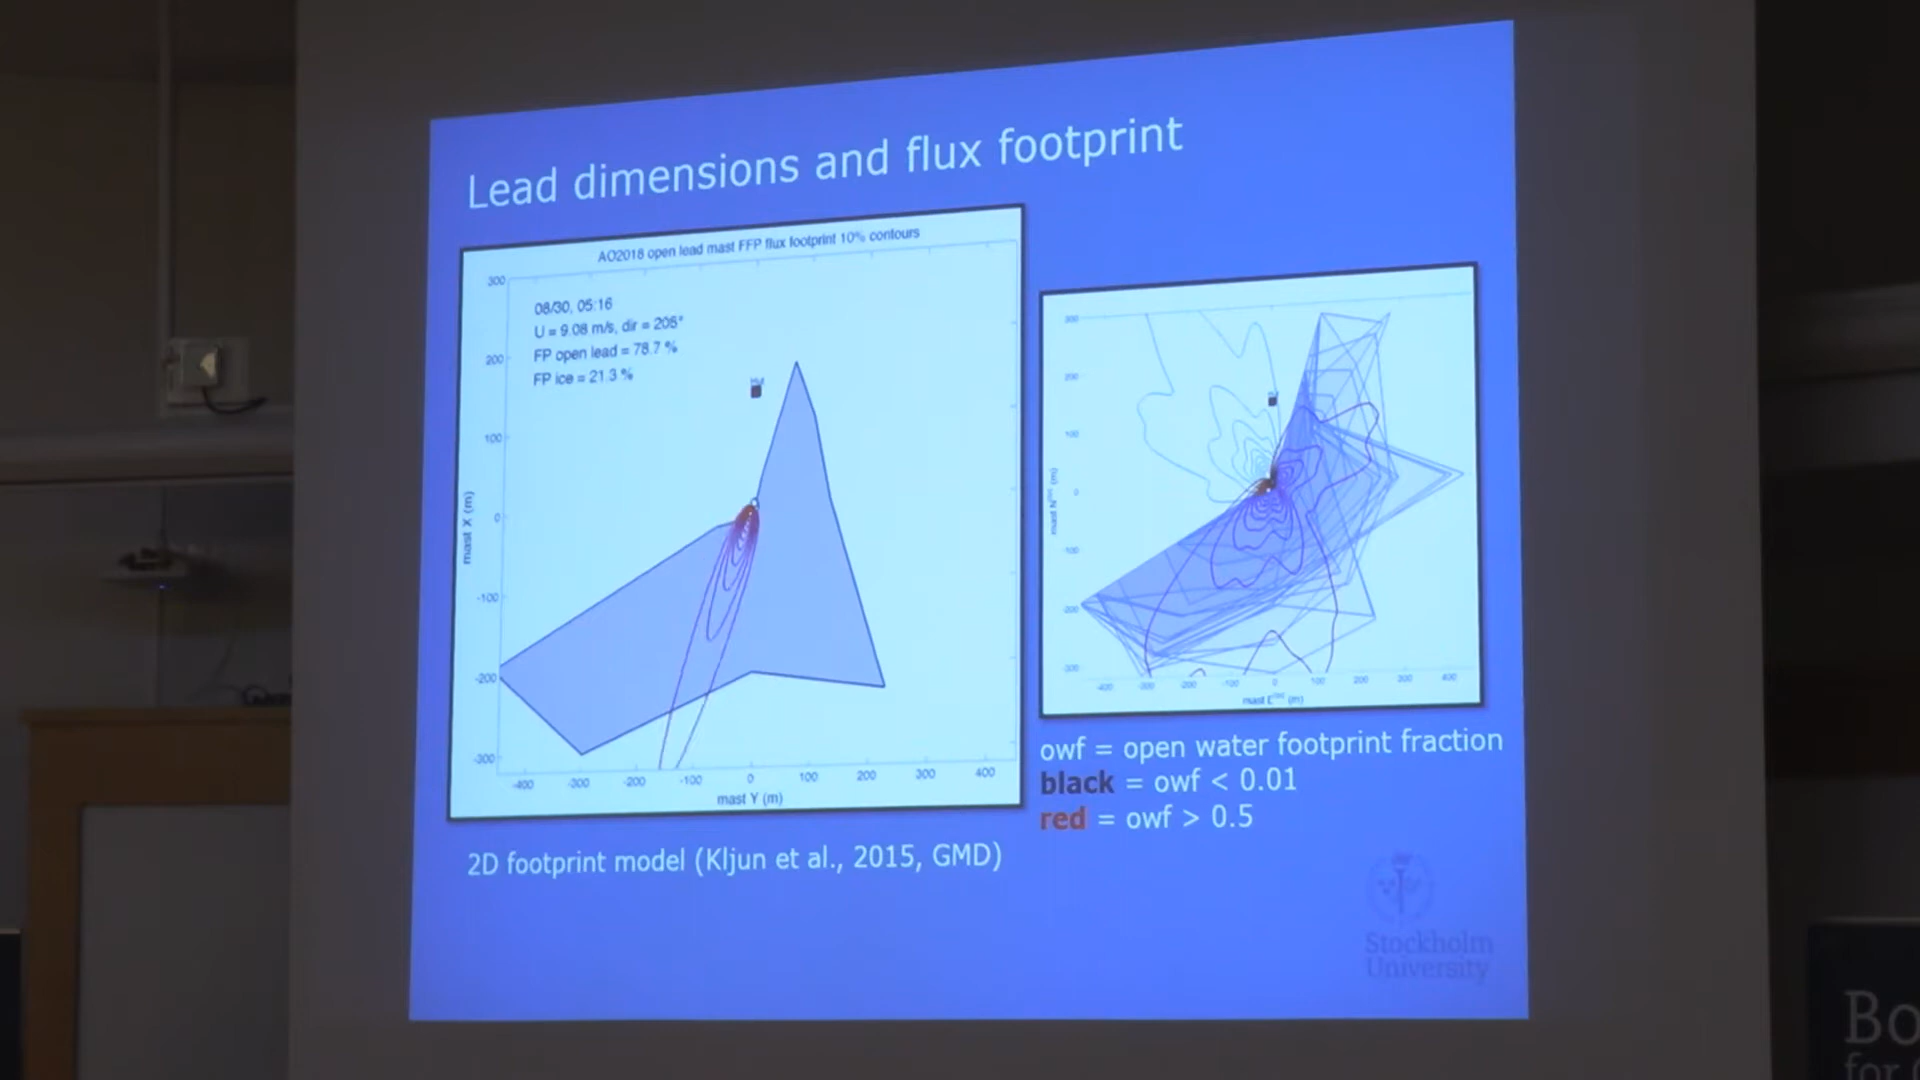 Lead dimensions and flux footprint
AO2018 open lead mast FFP flux footprint 10% contours
08/30, 05:16
U = 9.08 m/s, dir = 205°
FP open lead = 78.7 %
FP ice = 21.3 %
300
200
100
0
-100
-200
-300
mast X (m)
-400 -300 -200 -100 0 100 200 300 400
mast Y (m)
300
200
100
0
-100
-200
-300
-400 -300 -200 -100 0 100 200 300 400
owf = open water footprint fraction
black = owf < 0.01
red = owf > 0.5
2D footprint model (Kljun et al., 2015, GMD)
Stockholm
University
Bo
for